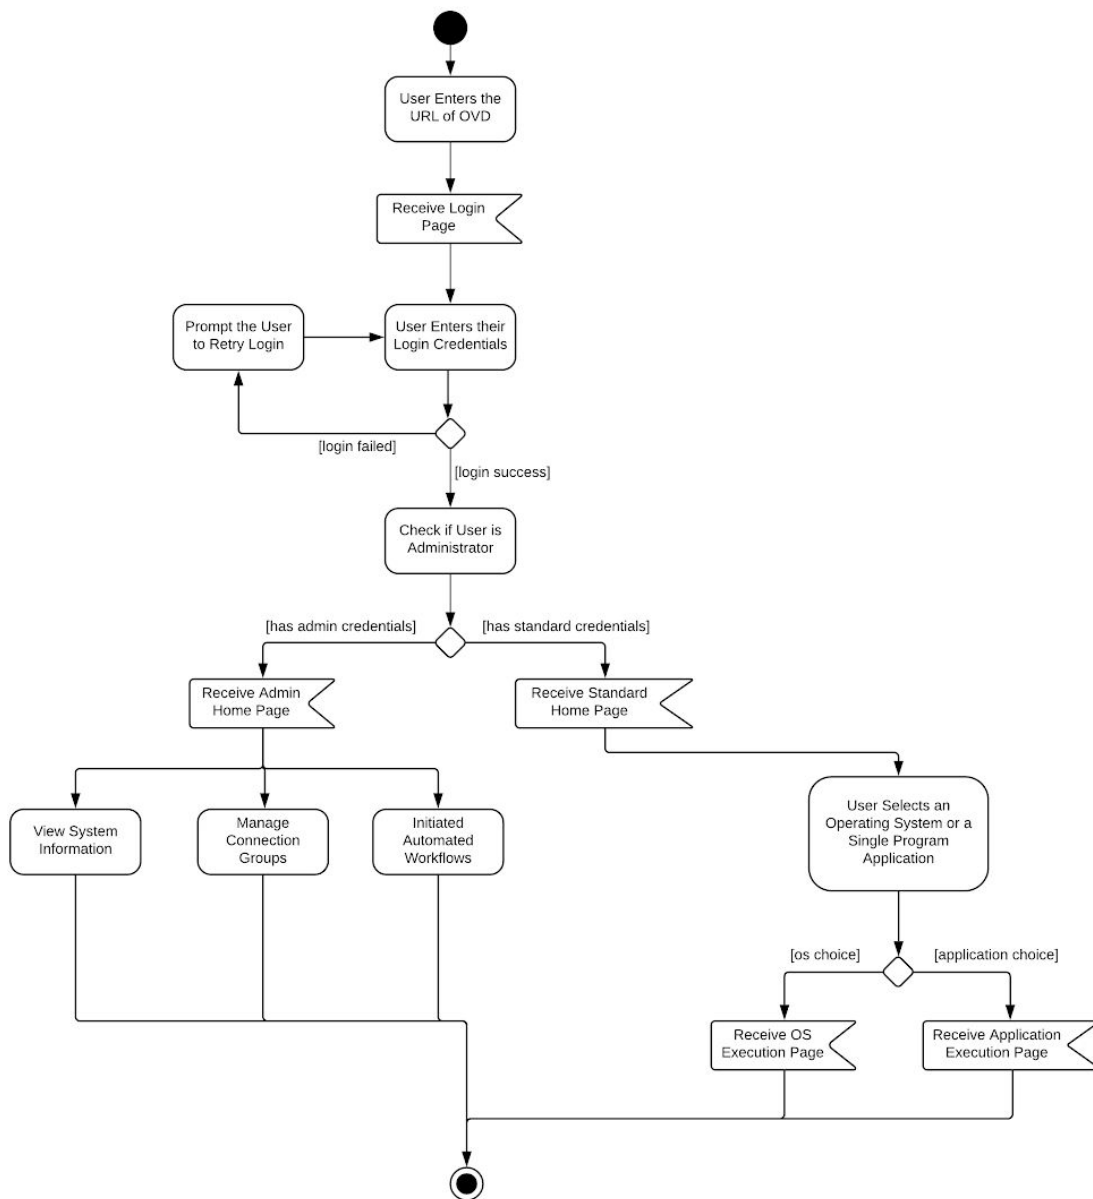 User Enters the
URL of OVD
Receive Login
Page
Prompt the User
to Retry Login
User Enters their
Login Credentials
[login failed]
[login success]
Check if User is
Administrator
[has admin credentials]
[has standard credentials]
Receive Admin
Home Page
Receive Standard
Home Page
View System
Information
Manage
Connection
Groups
Initiated
Automated
Workflows
User Selects an
Operating System or a
Single Program
Application
[os choice]
[application choice]
Receive OS
Execution Page
Receive Application
Execution Page